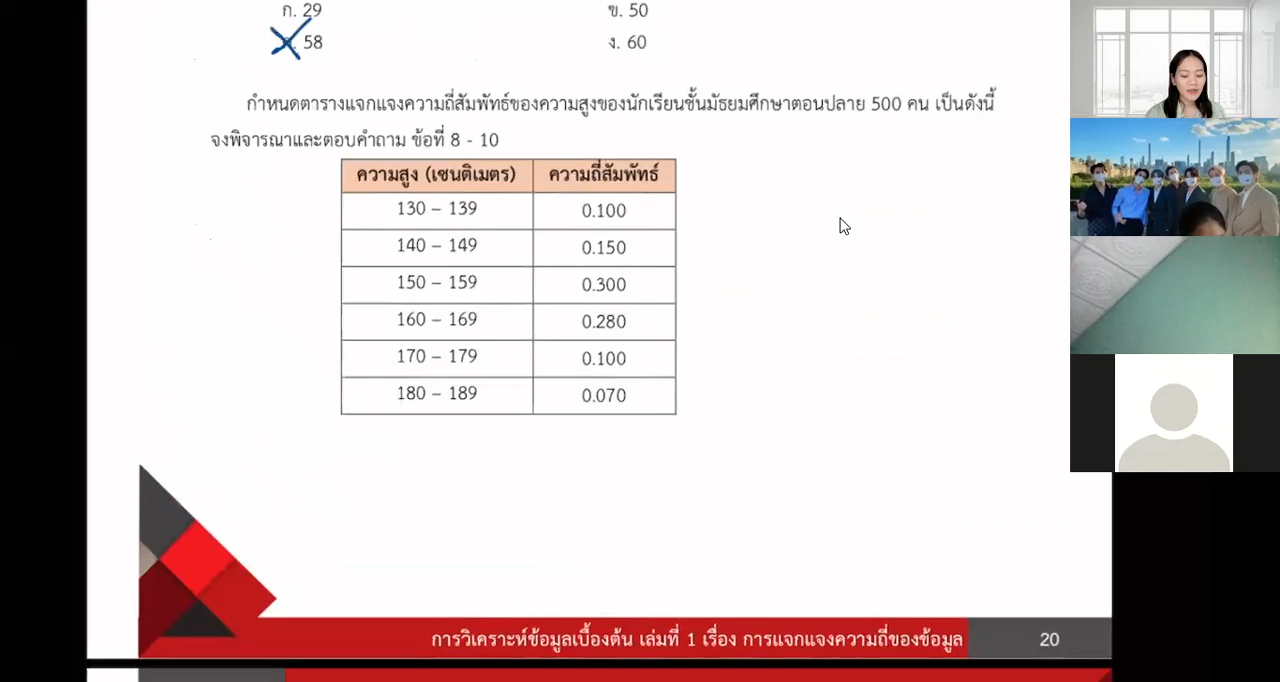 ก. 29
ข. 50
58
ง. 60
กำหนดตารางแจกแจงความถี่สัมพัทธ์ของความสูงของนักเรียนชั้นมัธยมศึกษาตอนปลาย 500 คน เป็นดังนี้
จงพิจารณาและตอบคำถาม ข้อที่ 8 - 10
ความสูง (เซนติเมตร) ความถี่สัมพัทธ์
130 – 139 0.100
140 – 149 0.150
150 – 159 0.300
160 – 169 0.280
170 – 179 0.100
180 – 189 0.070
การวิเคราะห์ข้อมูลเบื้องต้น เล่มที่ 1 เรื่อง การแจกแจงความถี่ของข้อมูล 20